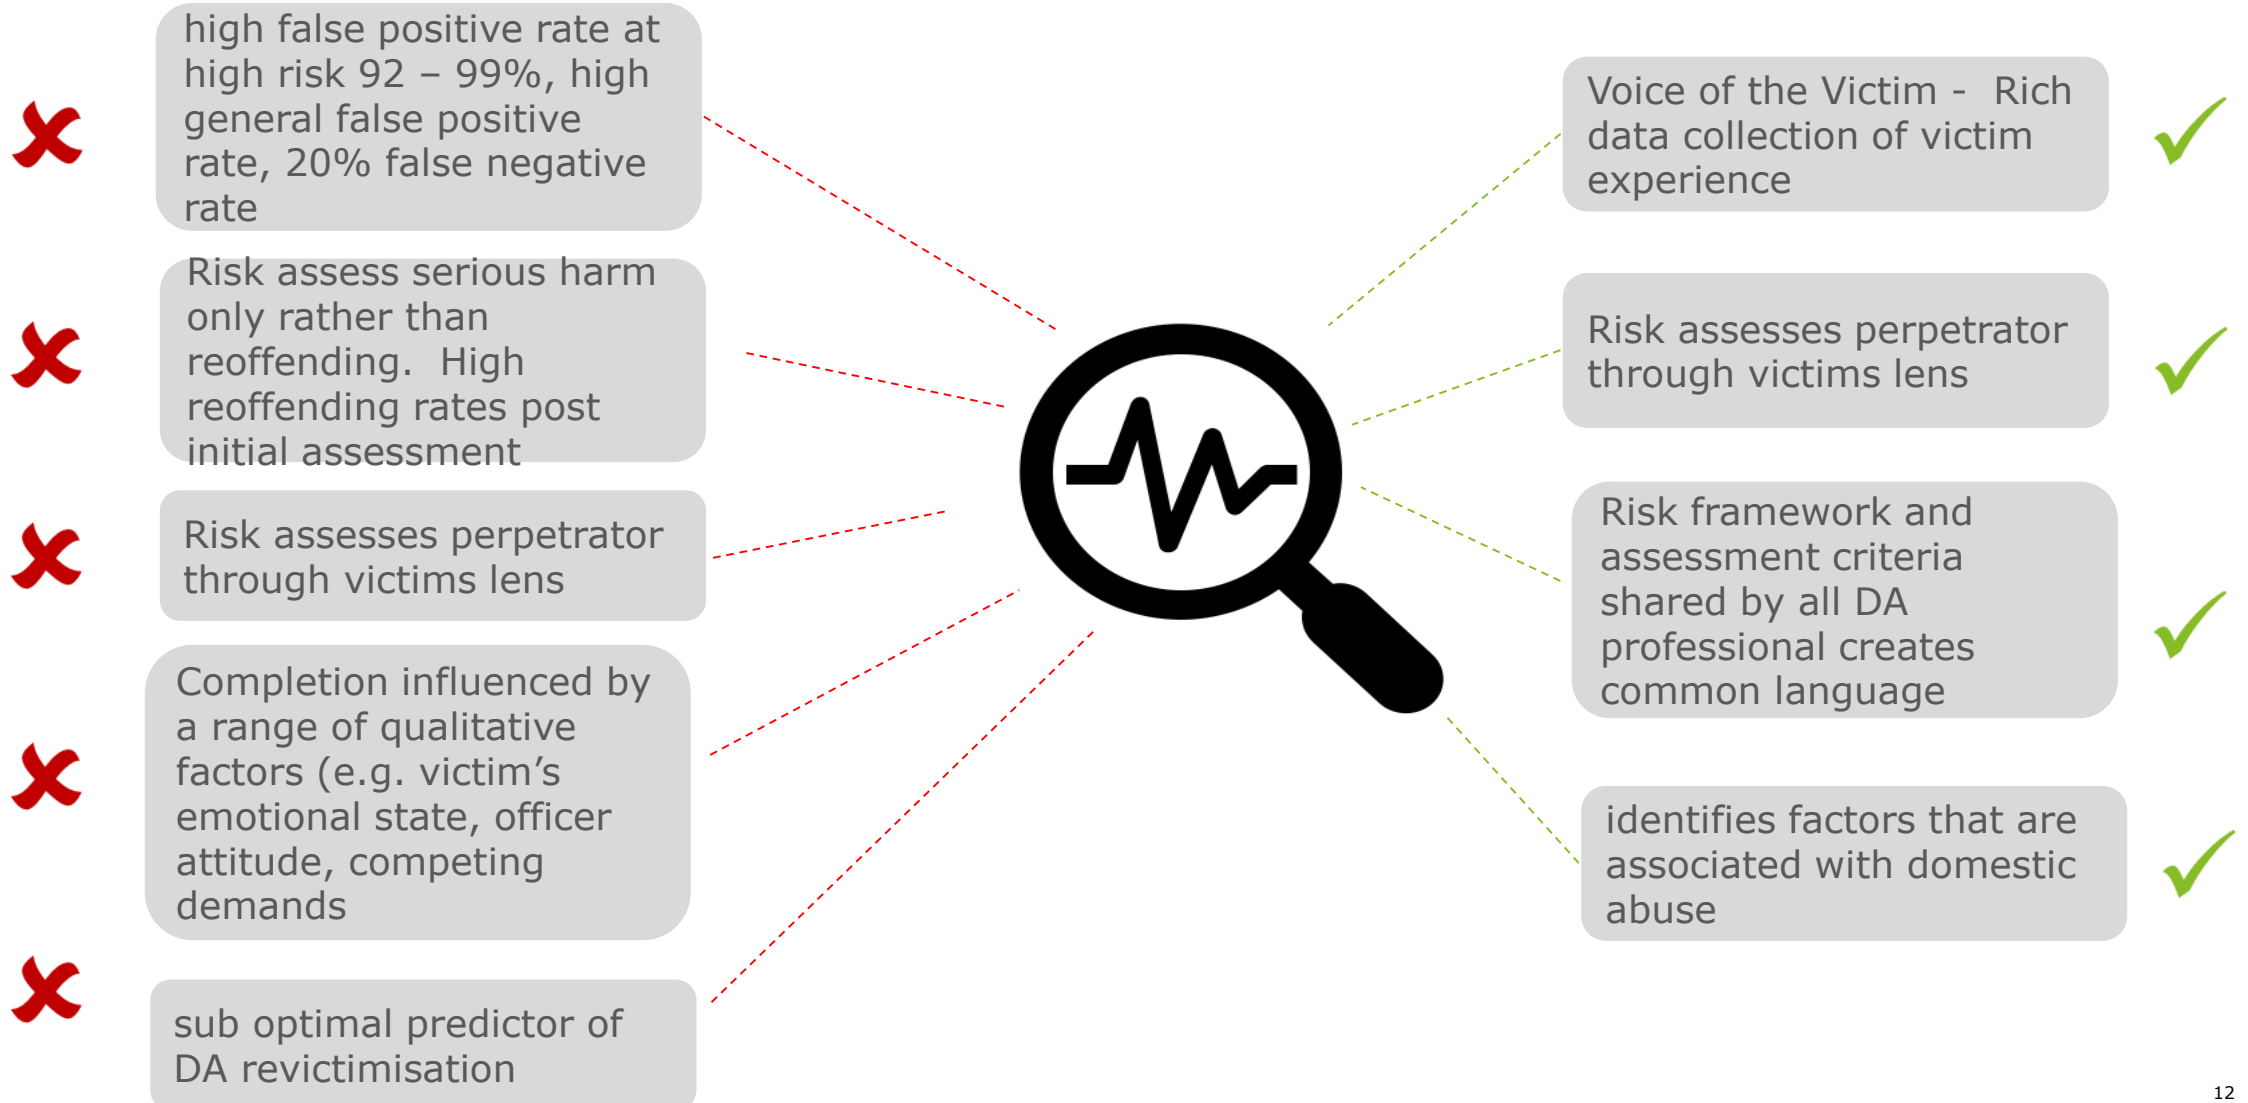 high false positive rate at
high risk 92 – 99%, high
general false positive
rate, 20% false negative
rate
Risk assess serious harm
only rather than
reoffending.  High
reoffending rates post
initial assessment
Risk assesses perpetrator
through victims lens
Completion influenced by
a range of qualitative
factors (e.g. victim’s
emotional state, officer
attitude, competing
demands
sub optimal predictor of
DA revictimisation
Voice of the Victim -  Rich
data collection of victim
experience
Risk assesses perpetrator
through victims lens
Risk framework and
assessment criteria
shared by all DA
professional creates
common language
identifies factors that are
associated with domestic
abuse
12